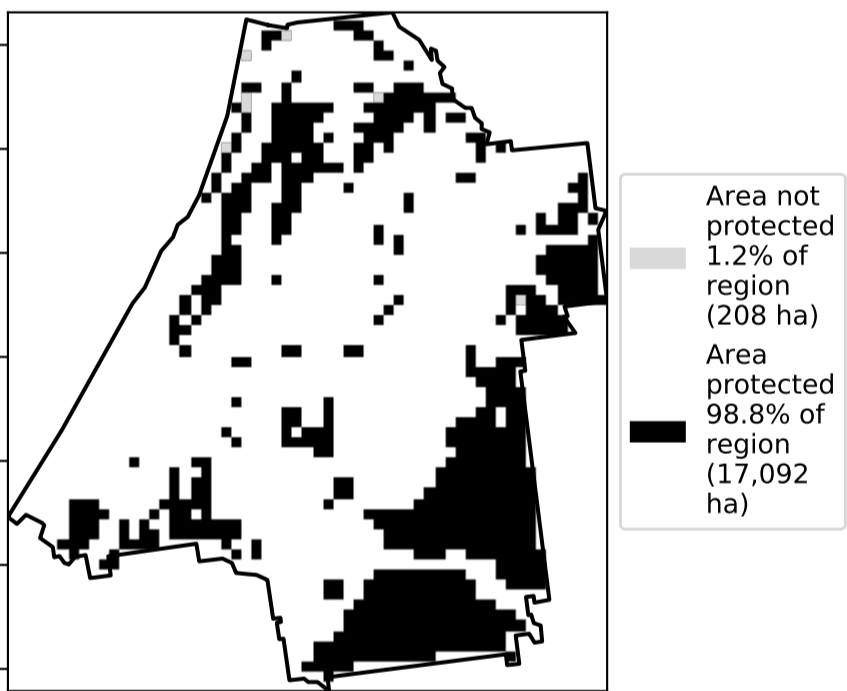 Area not
protected
1.2% of
region
(208 ha)
Area
protected
98.8% of
region
(17,092
ha)